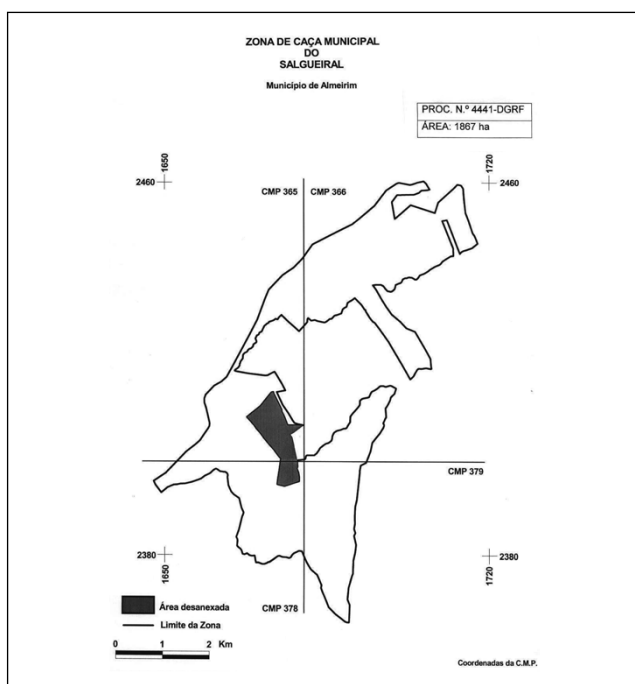 ZONA DE CAÇA MUNICIPAL
DO
SALGUEIRAL
Município de Almeirim
PROC. N.º 4441-DGRF
ÁREA: 1867 ha
1650
1720
2460
CMP 365
CMP 366
2460
CMP 379
2380
2380
1650
1720
CMP 378
Área desanexada
Limite da Zona
0 1 2 Km
Coordenadas da C.M.P.